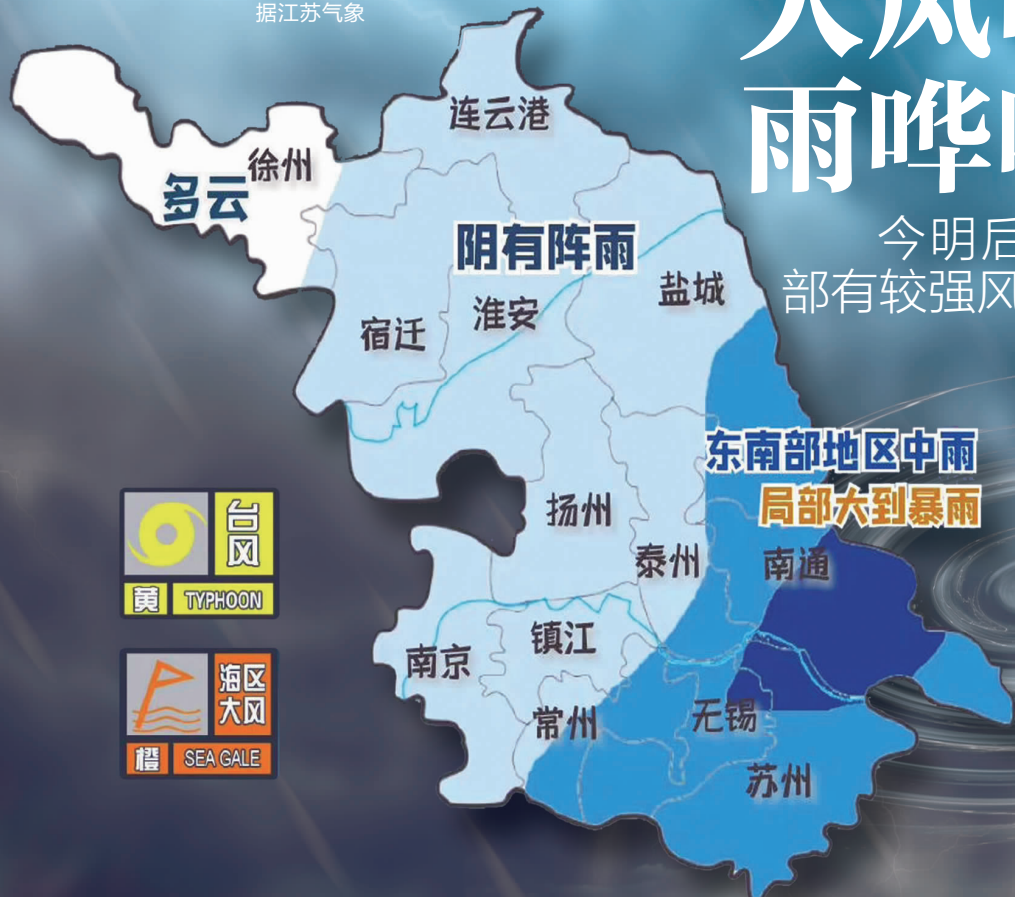 据江苏气象
大风
雨哗
今明后
部有较强风
连云港
徐州
多云
阴有阵雨
盐城
淮安
宿迁
东南部地区中雨
局部大到暴雨
扬州
泰州
南通
台风
黄 TYPHOON
镇江
南京
海区
大风
橙 SEA GALE
常州
无锡
苏州